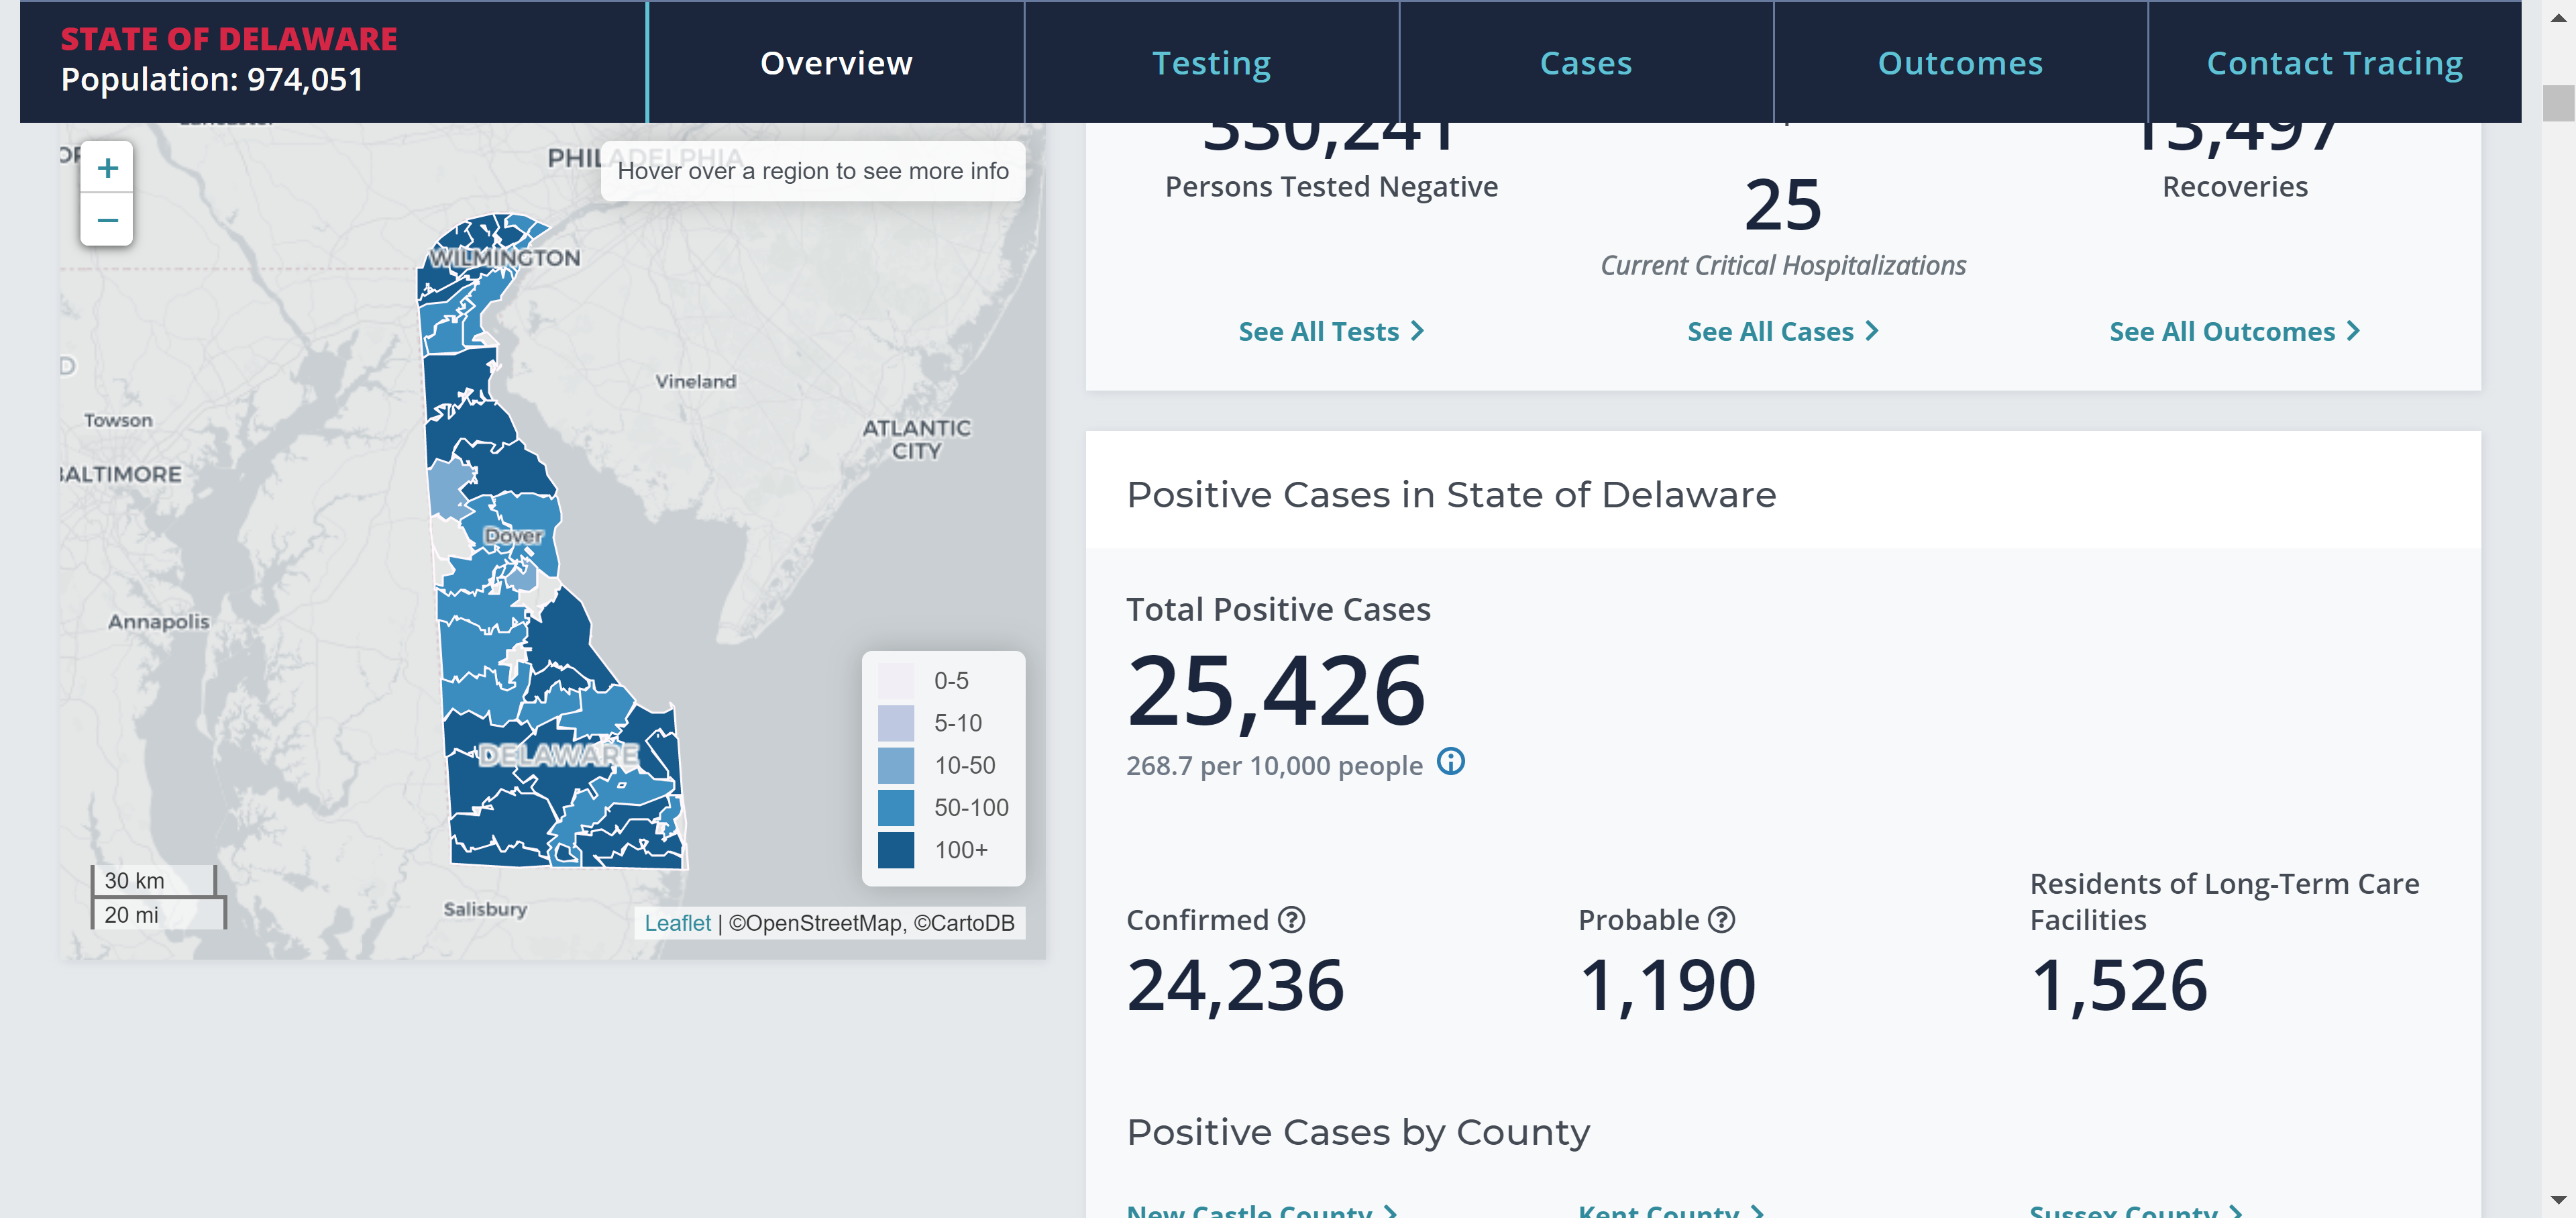 STATE OF DELAWARE
Population: 974,051
Overview
Testing
Cases
Outcomes
Contact Tracing
+
−
PHILADELPHIA
Hover over a region to see more info
WILMINGTON
Vineland
Towson
ATLANTIC
CITY
BALTIMORE
Dover
Annapolis
DELAWARE
Salisbury
0-5
5-10
10-50
50-100
100+
30 km
20 mi
Leaflet | ©OpenStreetMap, ©CartoDB
330,241
Persons Tested Negative
25
Current Critical Hospitalizations
13,497
Recoveries
See All Tests
See All Cases
See All Outcomes
Positive Cases in State of Delaware
Total Positive Cases
25,426
268.7 per 10,000 people
Confirmed
24,236
Probable
1,190
Residents of Long-Term Care
Facilities
1,526
Positive Cases by County
New Castle County
Kent County
Sussex County